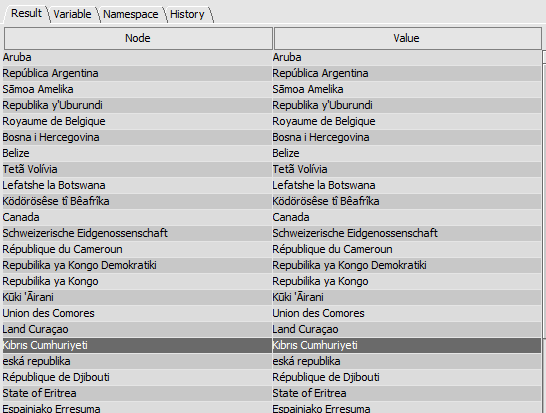 Result Variable Namespace History
Node Value
Aruba Aruba
República Argentina República Argentina
Sāmoa Amelika Sāmoa Amelika
Republika y'Uburundi Republika y'Uburundi
Royaume de Belgique Royaume de Belgique
Bosna i Hercegovina Bosna i Hercegovina
Belize Belize
Tetã Volívia Tetã Volívia
Lefatshe la Botswana Lefatshe la Botswana
Ködörösêse tî Bêafrîka Ködörösêse tî Bêafrîka
Canada Canada
Schweizerische Eidgenossenschaft Schweizerische Eidgenossenschaft
République du Cameroun République du Cameroun
Repubilika ya Kongo Demokratiki Repubilika ya Kongo Demokratiki
Repubilika ya Kongo Repubilika ya Kongo
Kūki 'Āirani Kūki 'Āirani
Union des Comores Union des Comores
Land Curaçao Land Curaçao
Kıbrıs Cumhuriyeti Kıbrıs Cumhuriyeti
eská republika eská republika
République de Djibouti République de Djibouti
State of Eritrea State of Eritrea
Espainiako Erresuma Espainiako Erresuma